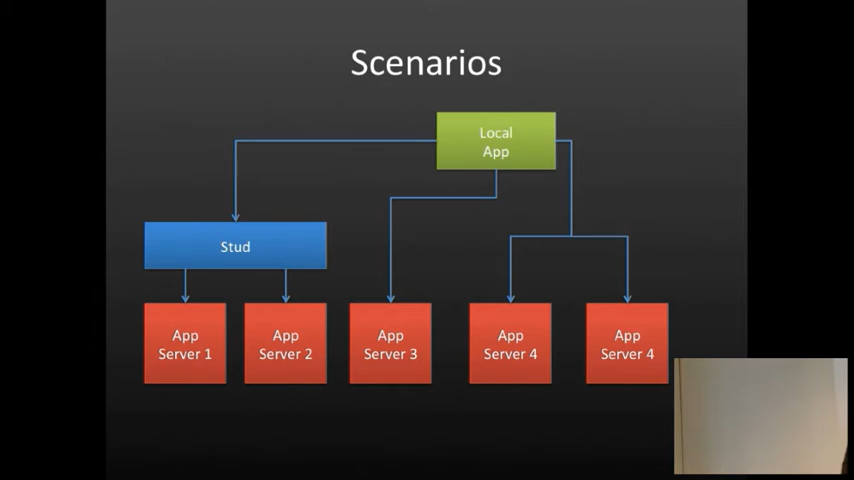 Scenarios
Local
App
Stud
App
Server 1
App
Server 2
App
Server 3
App
Server 4
App
Server 4